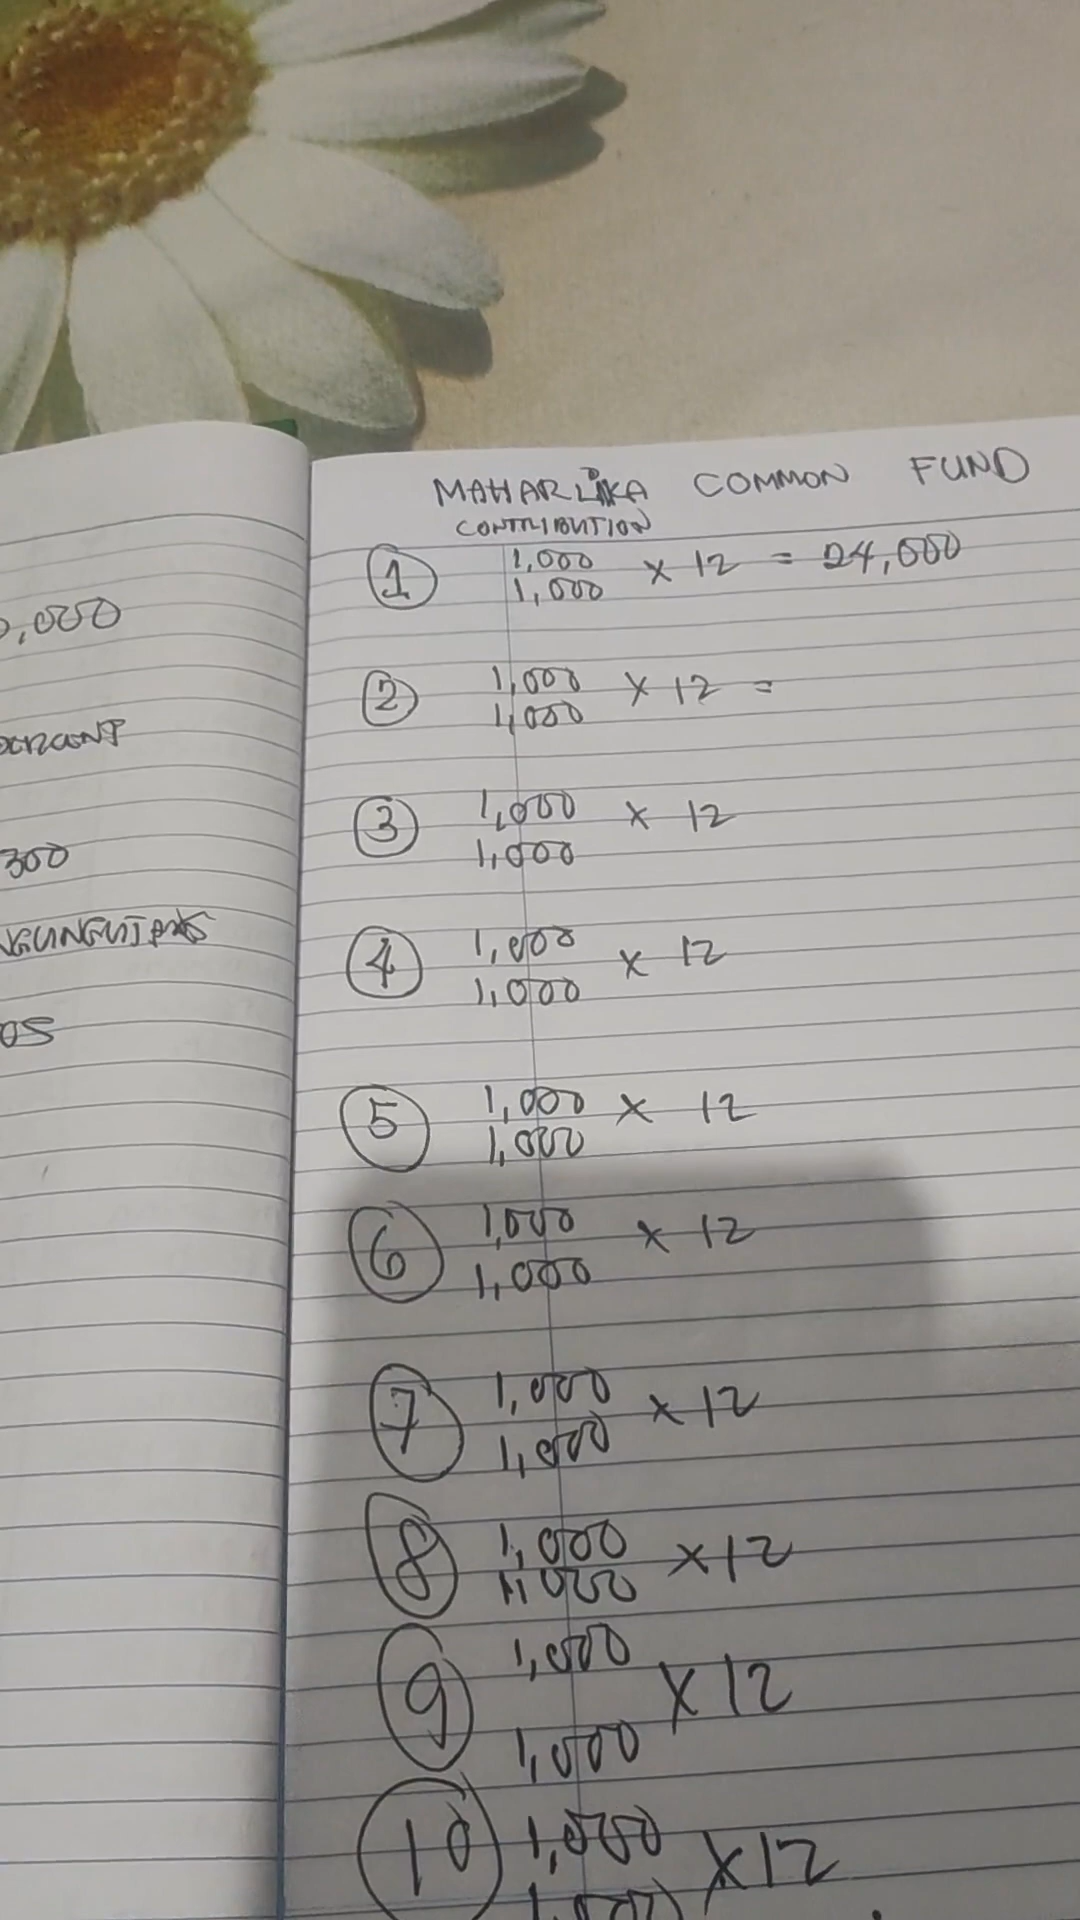 ,000
300
OS
MAHARLIKA COMMON FUND
CONTRIBUTION
1 1,000 x 12 = 24,000
1,000
2 1,000 x 12 =
1,000
3 1,000 x 12
1,000
4 1,000 x 12
1,000
5 1,000 x 12
1,000
6 1,000 x 12
1,000
7 1,000 x 12
1,000
8 1,000 x 12
1,000
9 1,000 x 12
1,000
10 1,000 x 12
1,000